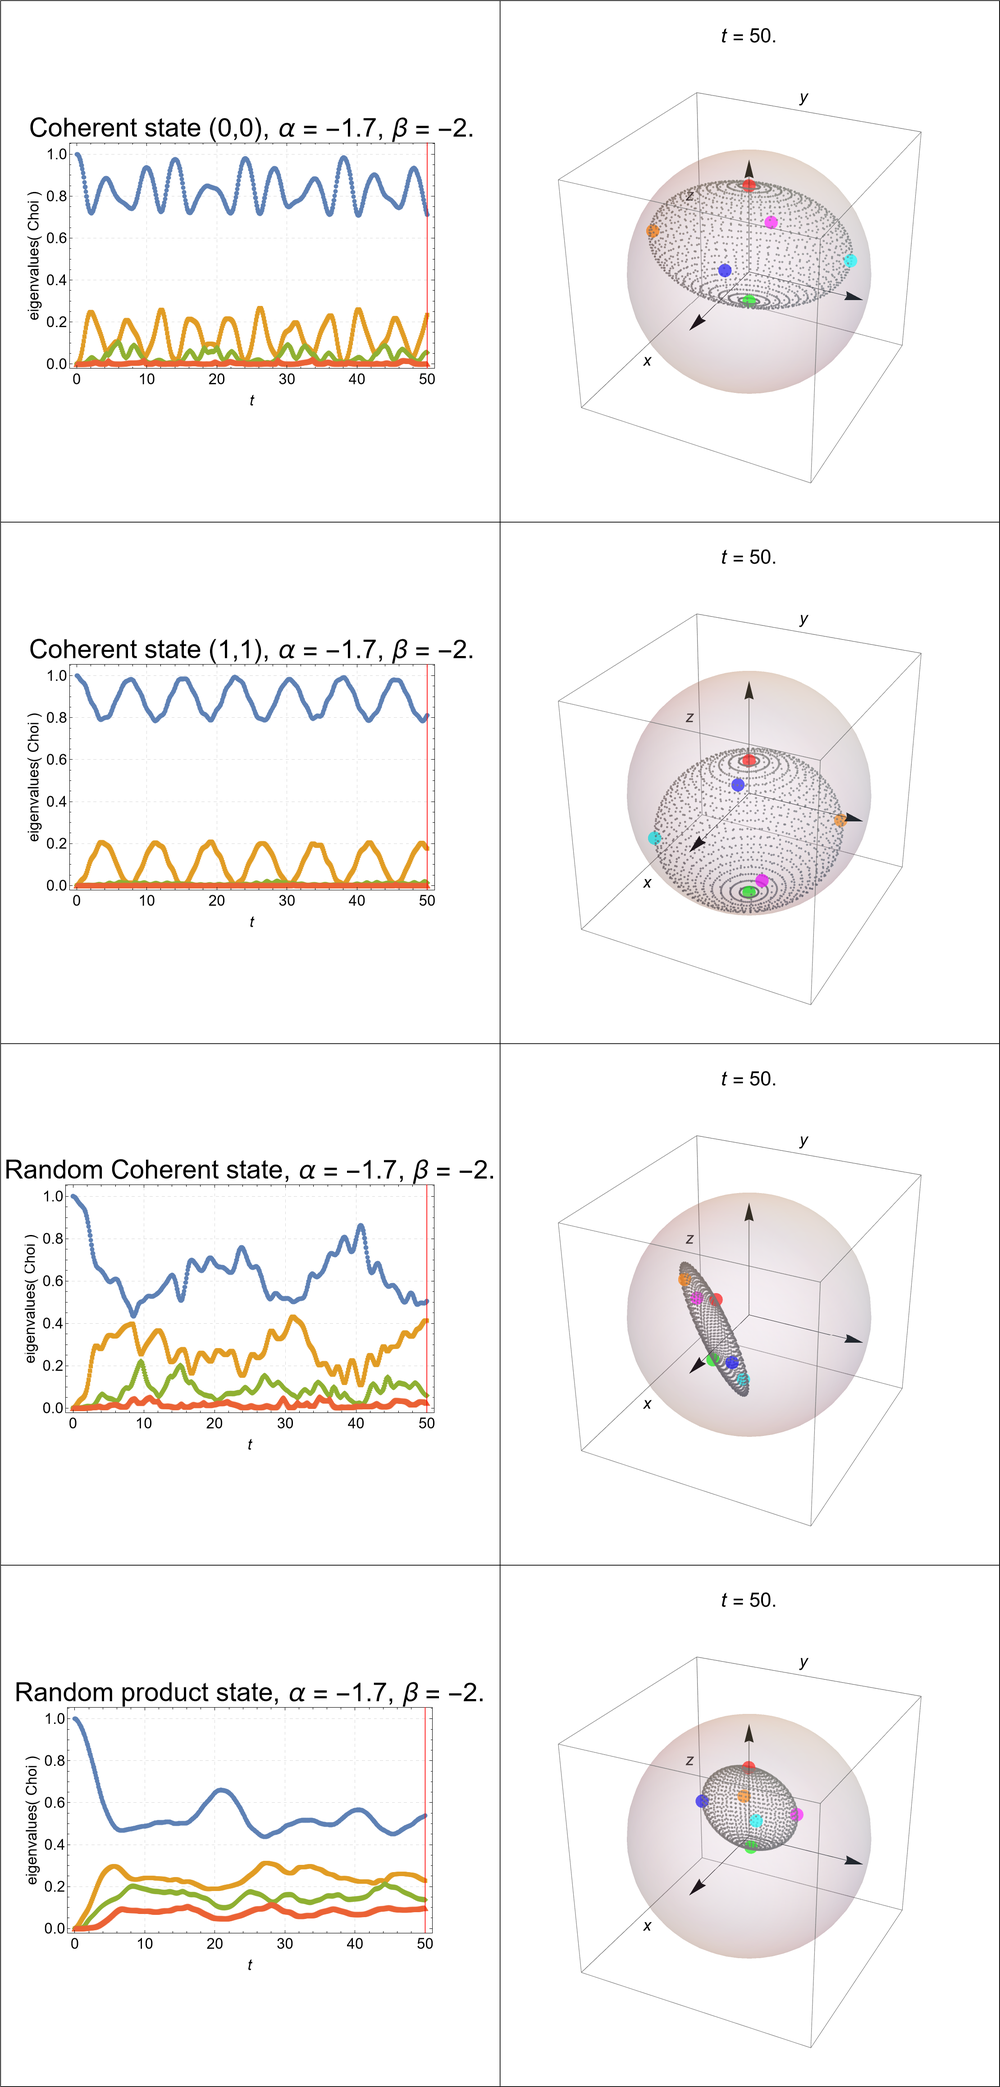 Coherent state (0,0), α = −1.7, β = −2.
eigenvalues( Choi )
1.0
0.8
0.6
0.4
0.2
0.0
0 10 20 30 40 50
t
t = 50.
y
z
x
Coherent state (1,1), α = −1.7, β = −2.
eigenvalues( Choi )
1.0
0.8
0.6
0.4
0.2
0.0
0 10 20 30 40 50
t
t = 50.
y
z
x
Random Coherent state, α = −1.7, β = −2.
eigenvalues( Choi )
1.0
0.8
0.6
0.4
0.2
0.0
0 10 20 30 40 50
t
t = 50.
y
z
x
Random product state, α = −1.7, β = −2.
eigenvalues( Choi )
1.0
0.8
0.6
0.4
0.2
0.0
0 10 20 30 40 50
t
t = 50.
y
z
x